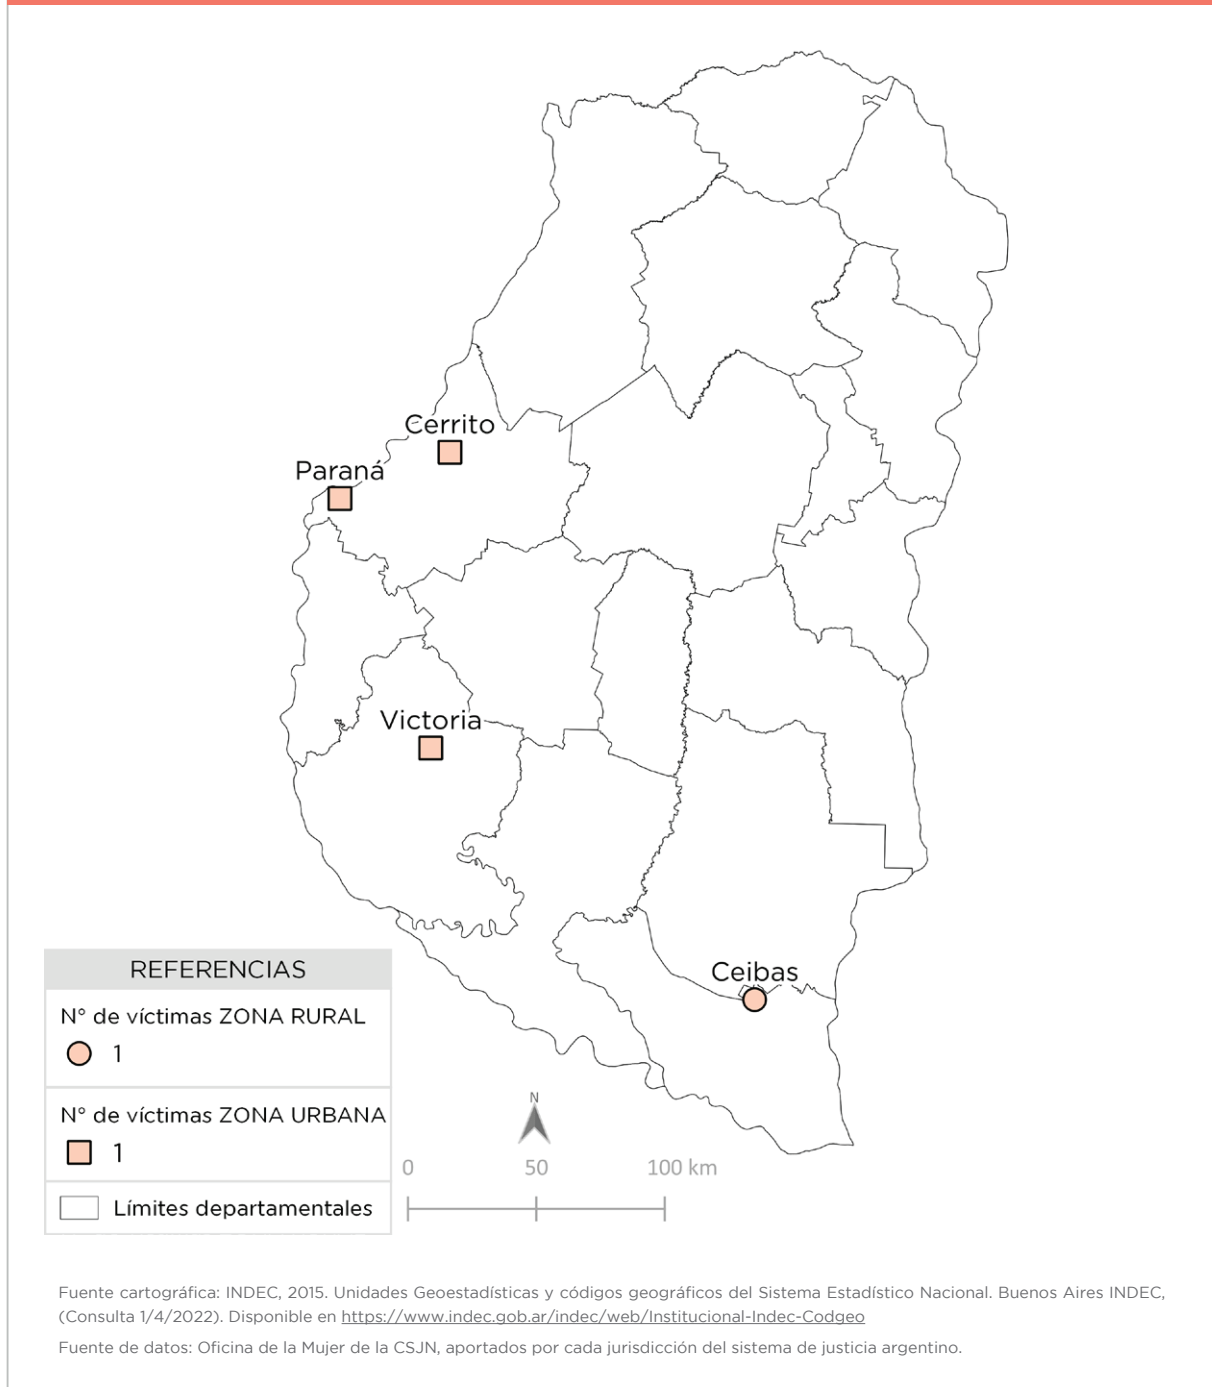 Cerrito
Paraná
Victoria
Ceibas
REFERENCIAS
N° de víctimas ZONA RURAL
1
N° de víctimas ZONA URBANA
1
Límites departamentales
N
0 50 100 km
Fuente cartográfica: INDEC, 2015. Unidades Geoestadísticas y códigos geográficos del Sistema Estadístico Nacional. Buenos Aires INDEC,
(Consulta 1/4/2022). Disponible en https://www.indec.gob.ar/indec/web/Institucional-Indec-Codgeo
Fuente de datos: Oficina de la Mujer de la CSJN, aportados por cada jurisdicción del sistema de justicia argentino.